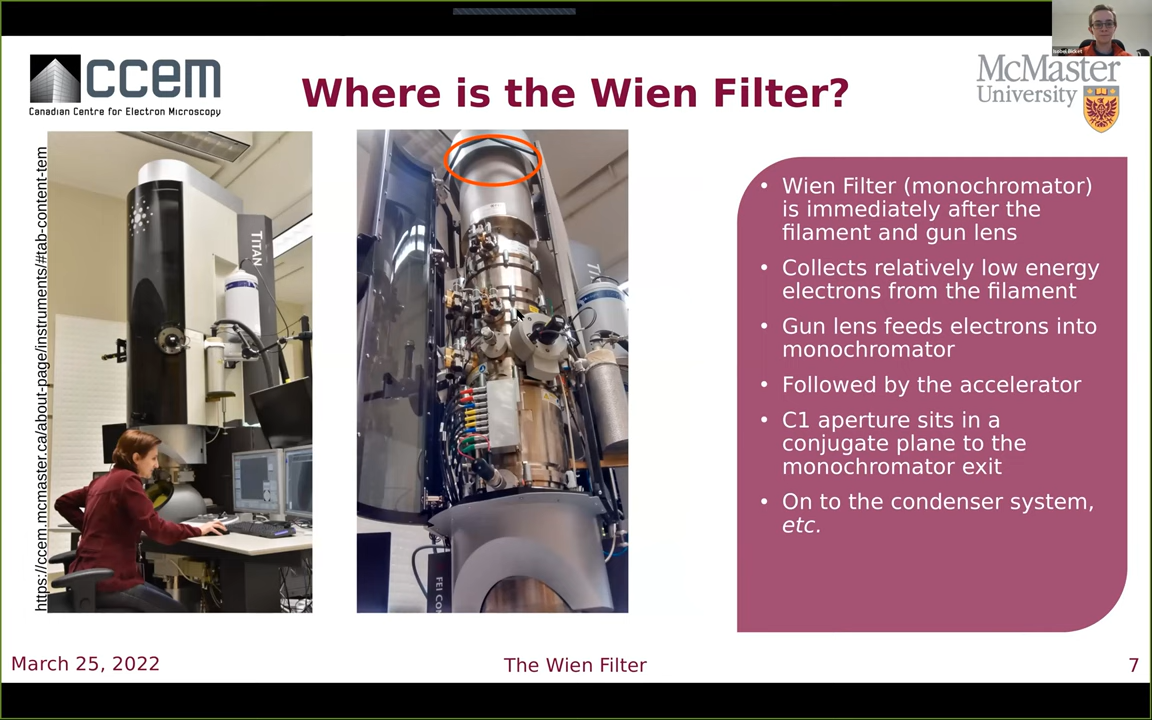 Isobel Bicket
ccem
Canadian Centre for Electron Microscopy
Where is the Wien Filter?
McMaster
University
https://ccem.mcmaster.ca/about-page/instruments/#tab-content-tem
TITAN
FEI COM
• Wien Filter (monochromator)
is immediately after the
filament and gun lens
• Collects relatively low energy
electrons from the filament
• Gun lens feeds electrons into
monochromator
• Followed by the accelerator
• C1 aperture sits in a
conjugate plane to the
monochromator exit
• On to the condenser system,
etc.
March 25, 2022
The Wien Filter
7